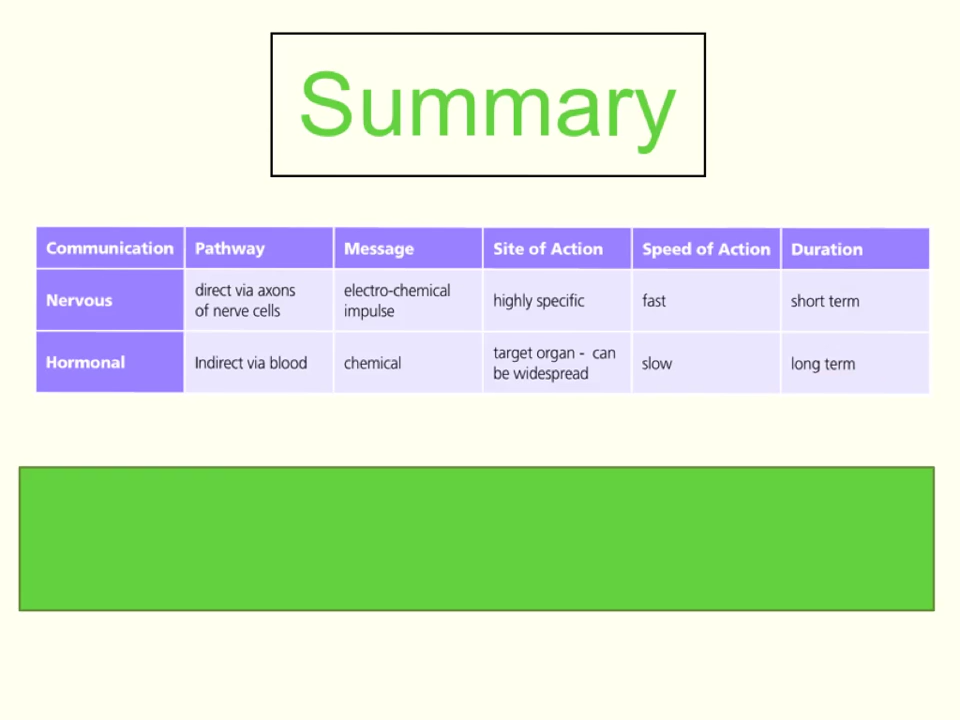 Summary
Communication Pathway Message Site of Action Speed of Action Duration
Nervous direct via axons of nerve cells electro-chemical impulse highly specific fast short term
Hormonal Indirect via blood chemical target organ - can be widespread slow long term